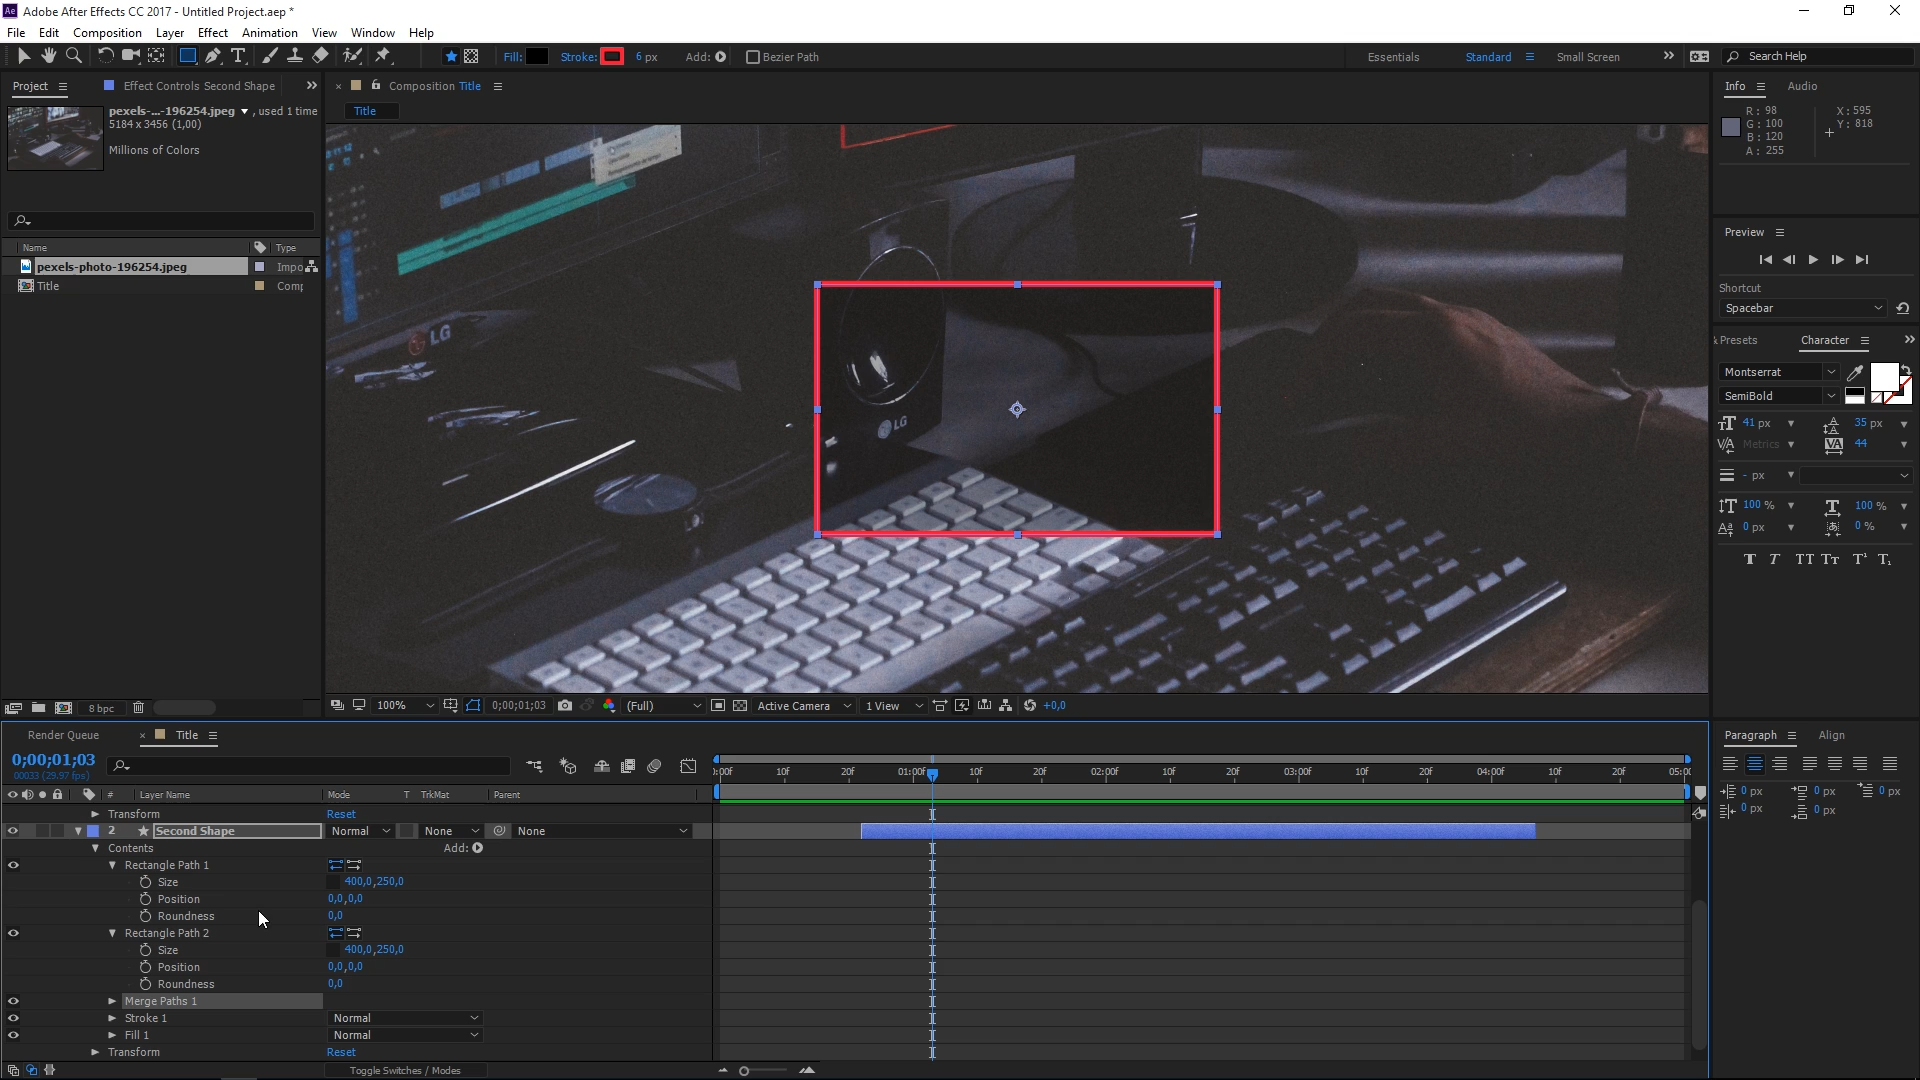 Ae Adobe After Effects CC 2017 - Untitled Project.aep *
File Edit Composition Layer Effect Animation View Window Help
Fill: Stroke: 6 px Add: Bezier Path Essentials Standard Small Screen Search Help
Project Effect Controls Second Shape
pexels-...-196254.jpeg , used 1 time
5184 x 3456 (1,00)
Millions of Colors
Name Type
pexels-photo-196254.jpeg Impo
Title Comp
8 bpc
Composition Title
Title
LG
LG
100% 0;00;01;03 (Full) Active Camera 1 View +0,0
Info Audio
R: 98 X: 595
G: 100 Y: 818
B: 120
A: 255
Preview
Shortcut
Spacebar
& Presets Character
Montserrat
SemiBold
41 px 35 px
Metrics 44
- px
100 % 100 %
0 px 0 %
T T TT Tt T¹ T₁
Paragraph Align
0 px 0 px 0 px
0 px 0 px
Render Queue Title
0;00;01;03
00033 (29.97 fps)
# Layer Name Mode T TrkMat Parent
:00f 10f 20f 01:00f 10f 20f 02:00f 10f 20f 03:00f 10f 20f 04:00f 10f 20f 05:00
Transform Reset
2 Second Shape Normal None None
Contents Add:
Rectangle Path 1
Size 400,0,250,0
Position 0,0,0,0
Roundness 0,0
Rectangle Path 2
Size 400,0,250,0
Position 0,0,0,0
Roundness 0,0
Merge Paths 1
Stroke 1 Normal
Fill 1 Normal
Transform Reset
Toggle Switches / Modes